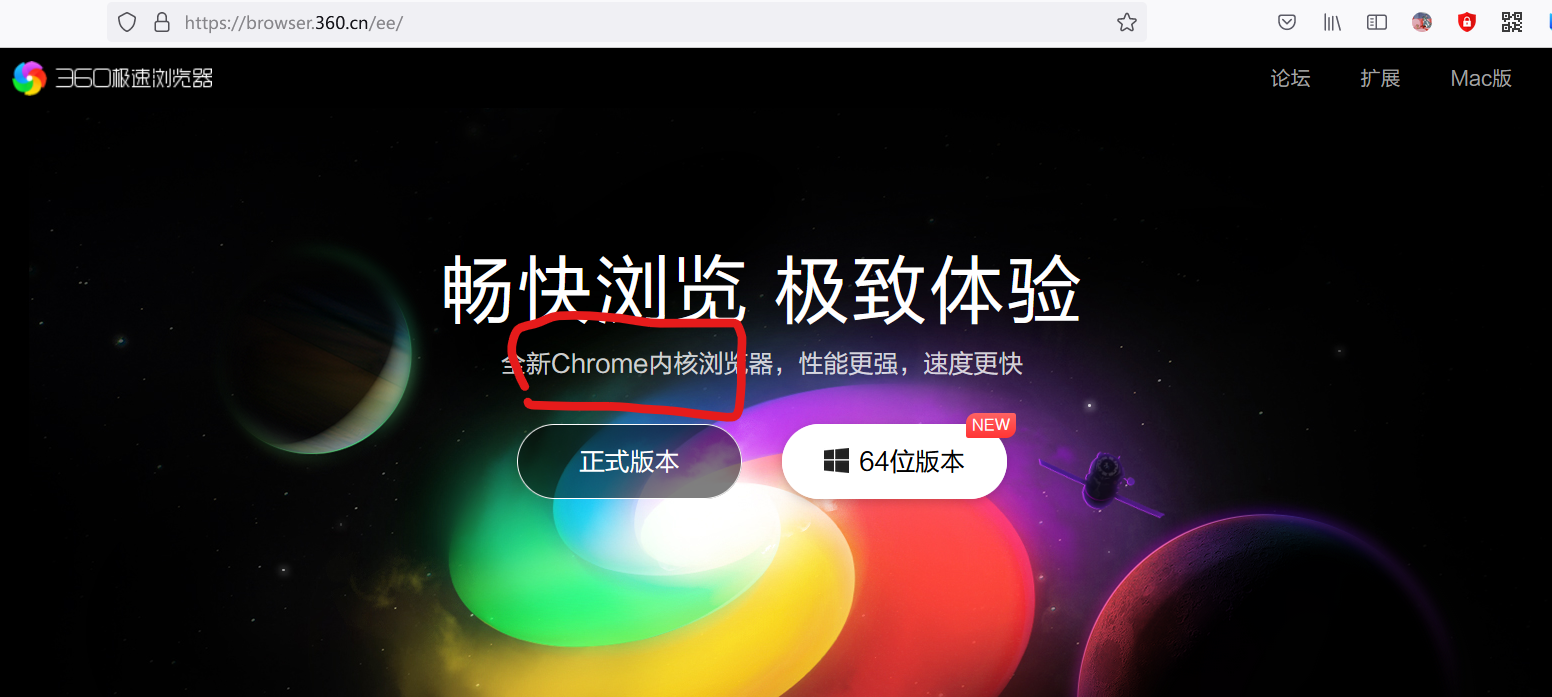 https://browser.360.cn/ee/
360极速浏览器
论坛 扩展 Mac版
畅快浏览 极致体验
全新Chrome内核浏览器，性能更强，速度更快
正式版本
NEW
64位版本